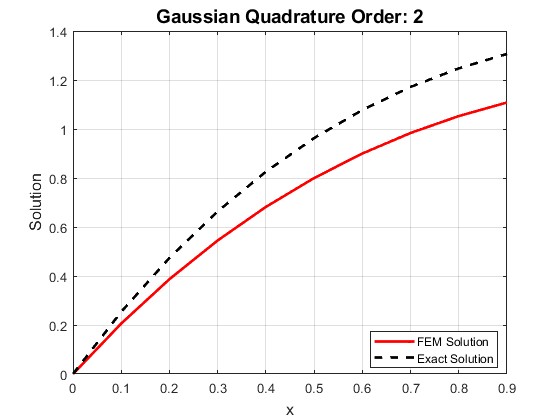 Gaussian Quadrature Order: 2
1.4
1.2
1
0.8
0.6
0.4
0.2
0
Solution
0 0.1 0.2 0.3 0.4 0.5 0.6 0.7 0.8 0.9
x
FEM Solution
Exact Solution